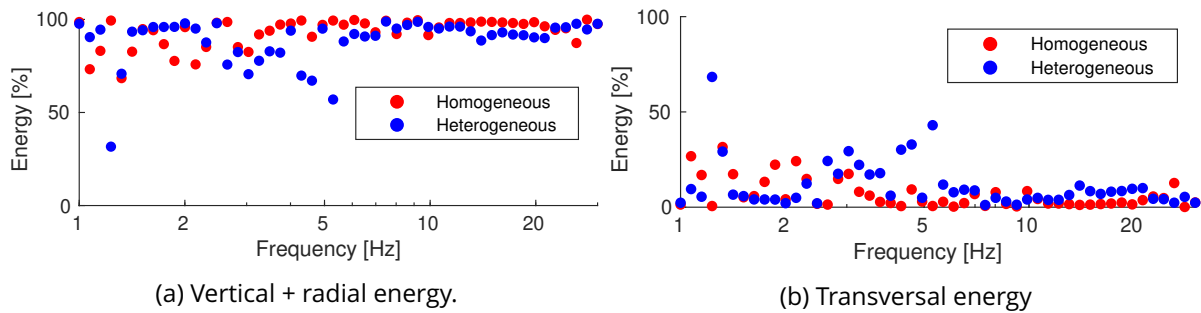 100
50
0
Energy [%]
Homogeneous
Heterogeneous
1
2
5
10
20
Frequency [Hz]
(a) Vertical + radial energy.
100
50
0
Energy [%]
Homogeneous
Heterogeneous
1
2
5
10
20
Frequency [Hz]
(b) Transversal energy